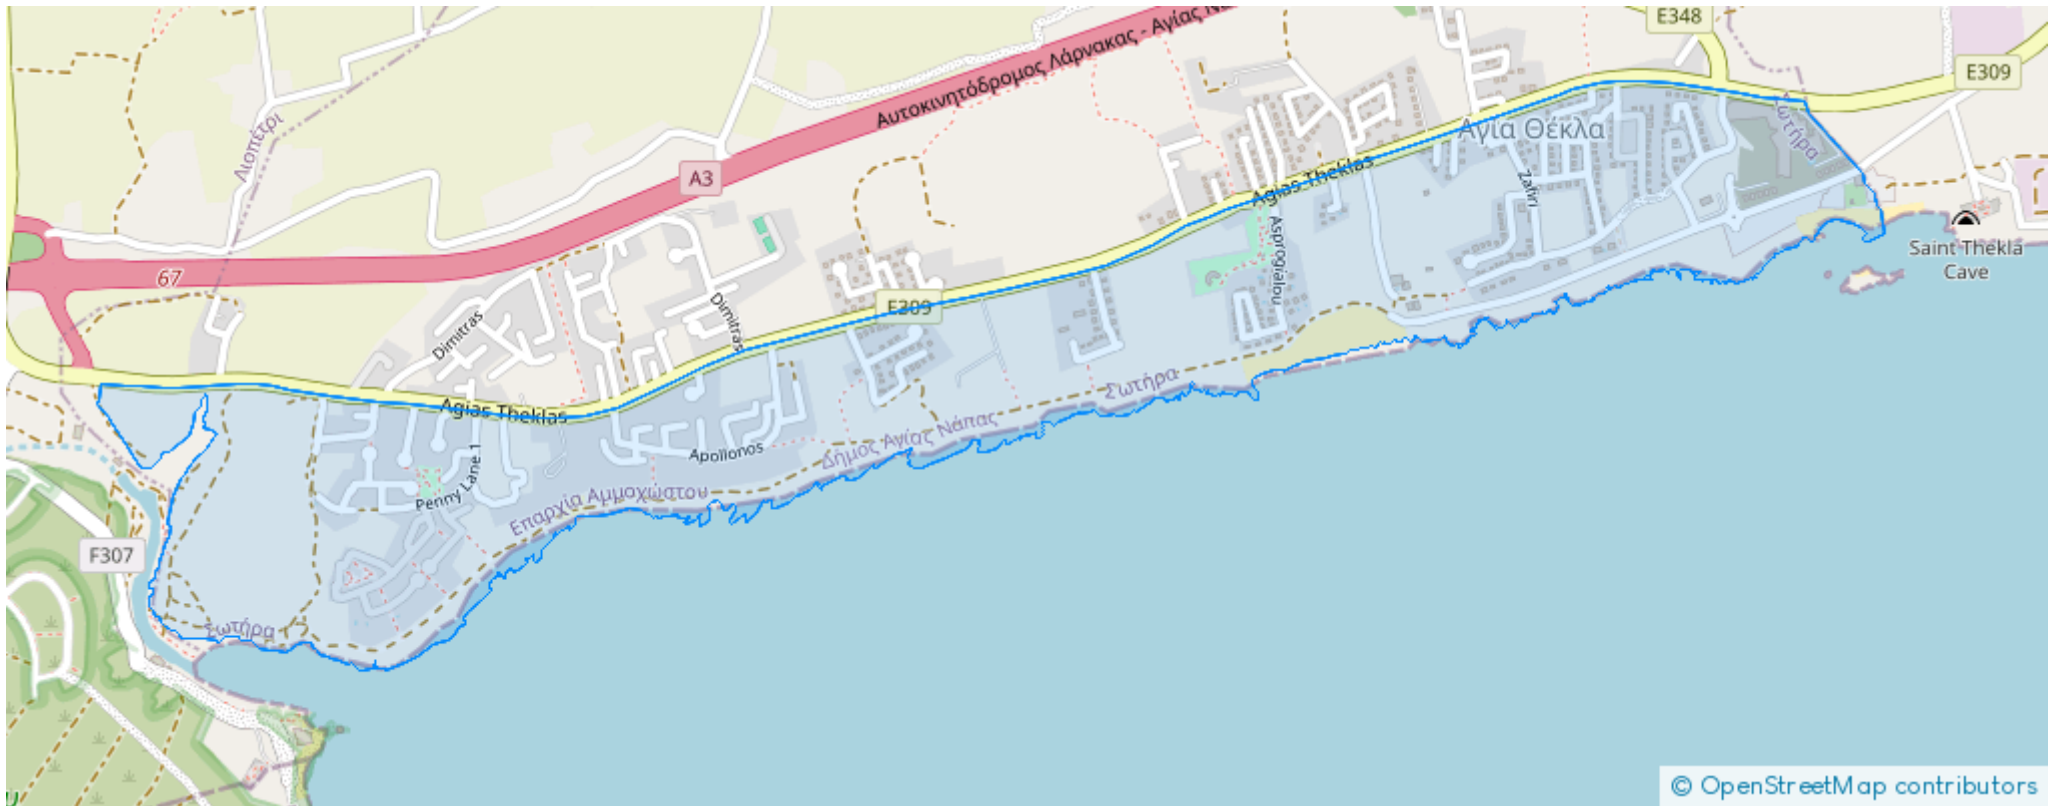 E348
E309
Αυτοκινητόδρομος Λάρνακας - Αγίας
Λιοπέτρι
Σωτήρα
Αγία Θέκλα
A3
Agias Theklas
Zafiri
Asprogialou
Saint Thekla
Cave
67
Dimitras
Dimitras
E309
Agias Theklas
Σωτήρα
Δήμος Αγίας Νάπας
Apollonos
Penny Lane 1
Επαρχία Αμμοχώστου
F307
Σωτήρα
© OpenStreetMap contributors